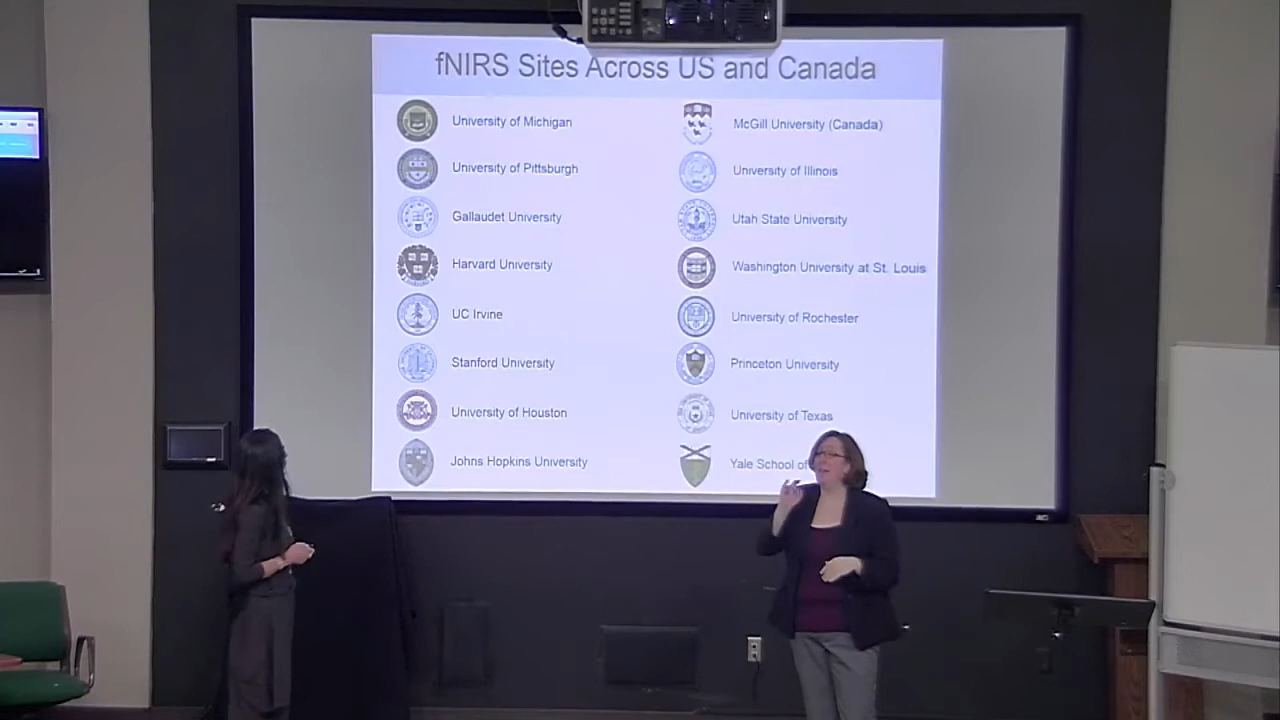 fNIRS Sites Across US and Canada
University of Michigan
University of Pittsburgh
Gallaudet University
Harvard University
UC Irvine
Stanford University
University of Houston
Johns Hopkins University
McGill University (Canada)
University of Illinois
Utah State University
Washington University at St. Louis
University of Rochester
Princeton University
University of Texas
Yale School of